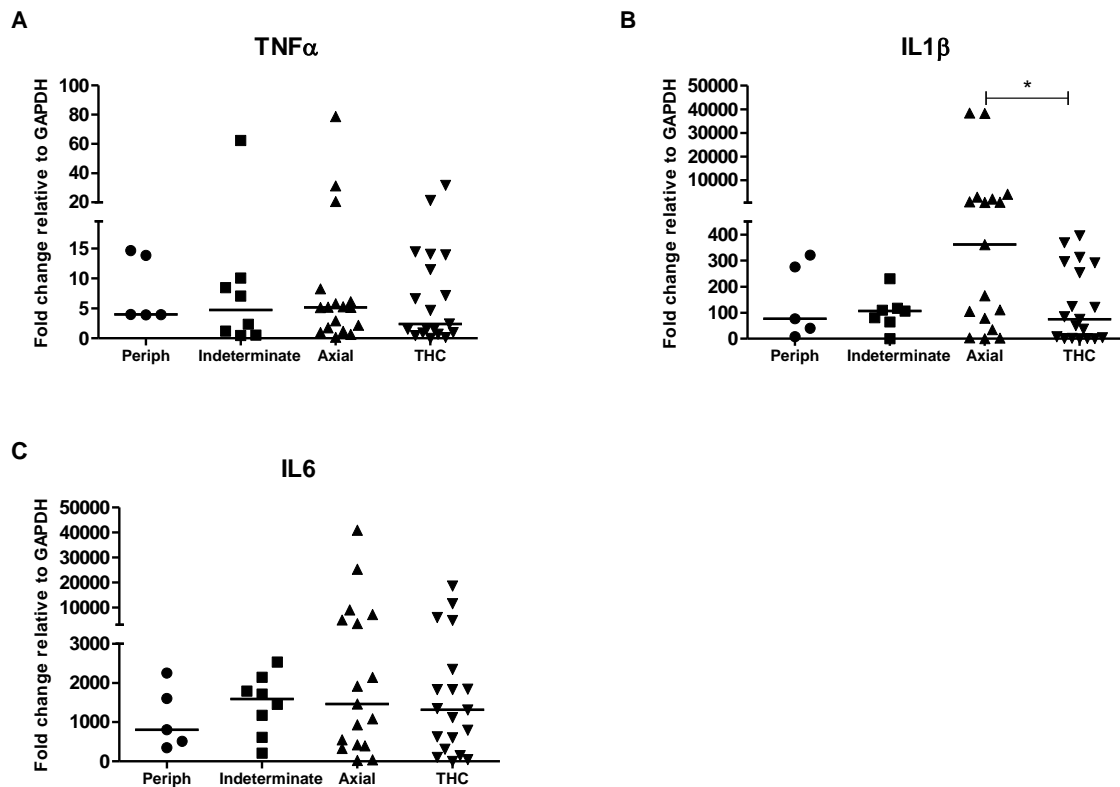 A
TNFα
Fold change relative to GAPDH
100
80
60
40
20
15
10
5
0
Periph Indeterminate Axial THC
B
IL1β
Fold change relative to GAPDH
50000
40000
30000
20000
10000
400
300
200
100
0
*
Periph Indeterminate Axial THC
C
IL6
Fold change relative to GAPDH
50000
40000
30000
20000
10000
3000
2000
1000
0
Periph Indeterminate Axial THC